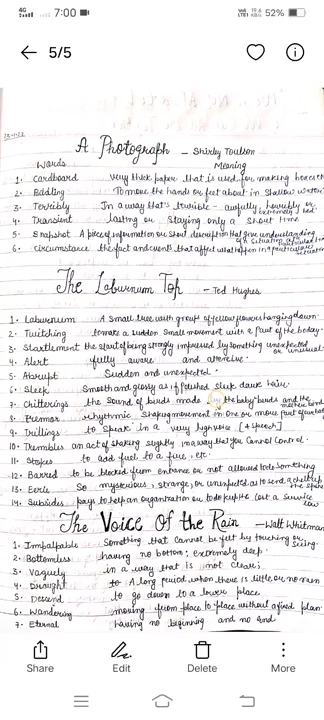 4G 7:00 52%
5/5
A Photograph - Shirley Toulson
Words Meaning
1. Cardboard Very thick paper that is used for making boxes etc
2. Paddling To move the hands or feet about in shallow water
3. Terribly In a way that's terrible - awfully, horribly or
extremely bad
4. Transient lasting or staying only a short time
5. Snapshot A piece of information or short description that give understanding
of a situation at a particular time
6. circumstance the fact and event that affect what happen in a particular
situation
The Laburnum Top - Ted Hughes
1. Laburnum A small tree with group of yellow flowers hanging down
2. Twitching to make a sudden small movement with a part of the body.
3. Startlement the start of being strongly impressed by something unexpected
or unusual.
4. Alert fully aware and attentive.
5. Abrupt Sudden and unexpected.
6. Sleek Smooth and glossy as if polished sleek dark hair.
7. Chitterings the sound of birds made by the baby birds and the
8. Tremor rhythmic shaking movement in one or more part of your body
9. Trillings to speak in a very high voice [+ speech]
10. Trembles an act of shaking slightly in a way that you cannot control.
11. Stokes to add fuel to a fire, etc.
12. Barred to be blocked from entrance or not allowed to to something
13. Eerie So mysterious, strange, or unexpected as to send a chill up
the spine
14. Subsides pays to help an organization or to to keep the cost a service
low
The Voice Of the Rain - Walt Whitman
1. Impalpable Something that cannot be felt by touching or
seeing.
2. Bottomless having no bottom; extremely deep.
3. Vaguely in a way that is not clear;
4. Drought A long period when there is little or no rain
5. Descend to go down to a lower place
6. Wandering moving from place to place without a fixed plan
7. Eternal having no beginning and no end
Share Edit Delete More